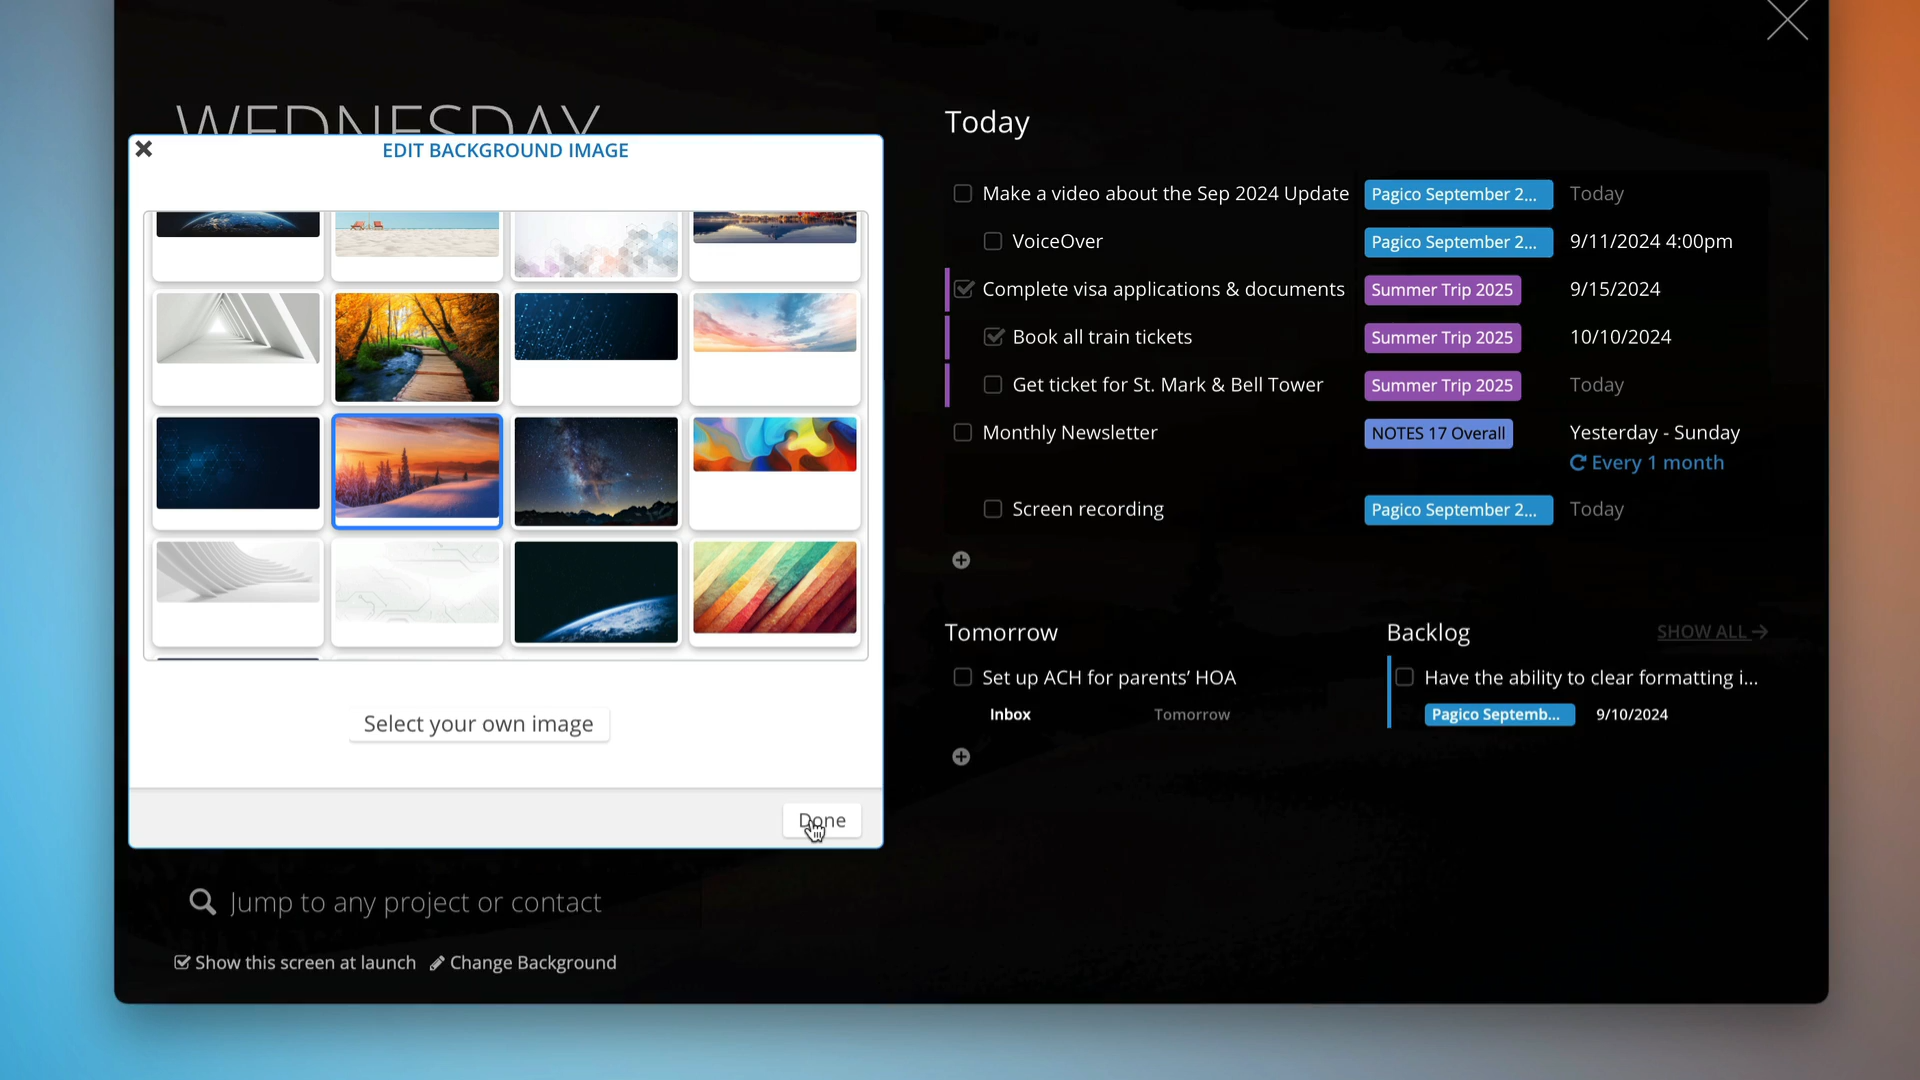 WEDNESDAY
EDIT BACKGROUND IMAGE
Select your own image
Done
Jump to any project or contact
Show this screen at launch Change Background
Today
Make a video about the Sep 2024 Update Pagico September 2... Today
VoiceOver Pagico September 2... 9/11/2024 4:00pm
Complete visa applications & documents Summer Trip 2025 9/15/2024
Book all train tickets Summer Trip 2025 10/10/2024
Get ticket for St. Mark & Bell Tower Summer Trip 2025 Today
Monthly Newsletter NOTES 17 Overall Yesterday - Sunday
Every 1 month
Screen recording Pagico September 2... Today
Tomorrow
Set up ACH for parents’ HOA
Inbox Tomorrow
Backlog SHOW ALL
Have the ability to clear formatting i...
Pagico Septemb... 9/10/2024